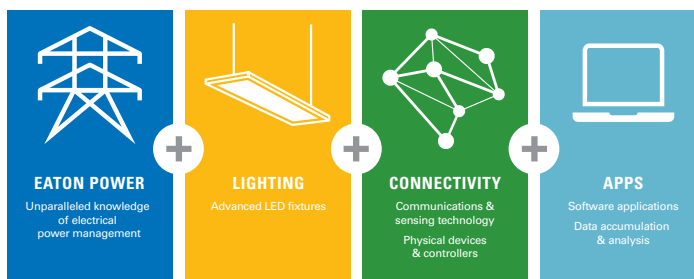 EATON POWER
Unparalleled knowledge
of electrical
power management
LIGHTING
Advanced LED fixtures
CONNECTIVITY
Communications &
sensing technology
Physical devices
& controllers
APPS
Software applications
Data accumulation
& analysis